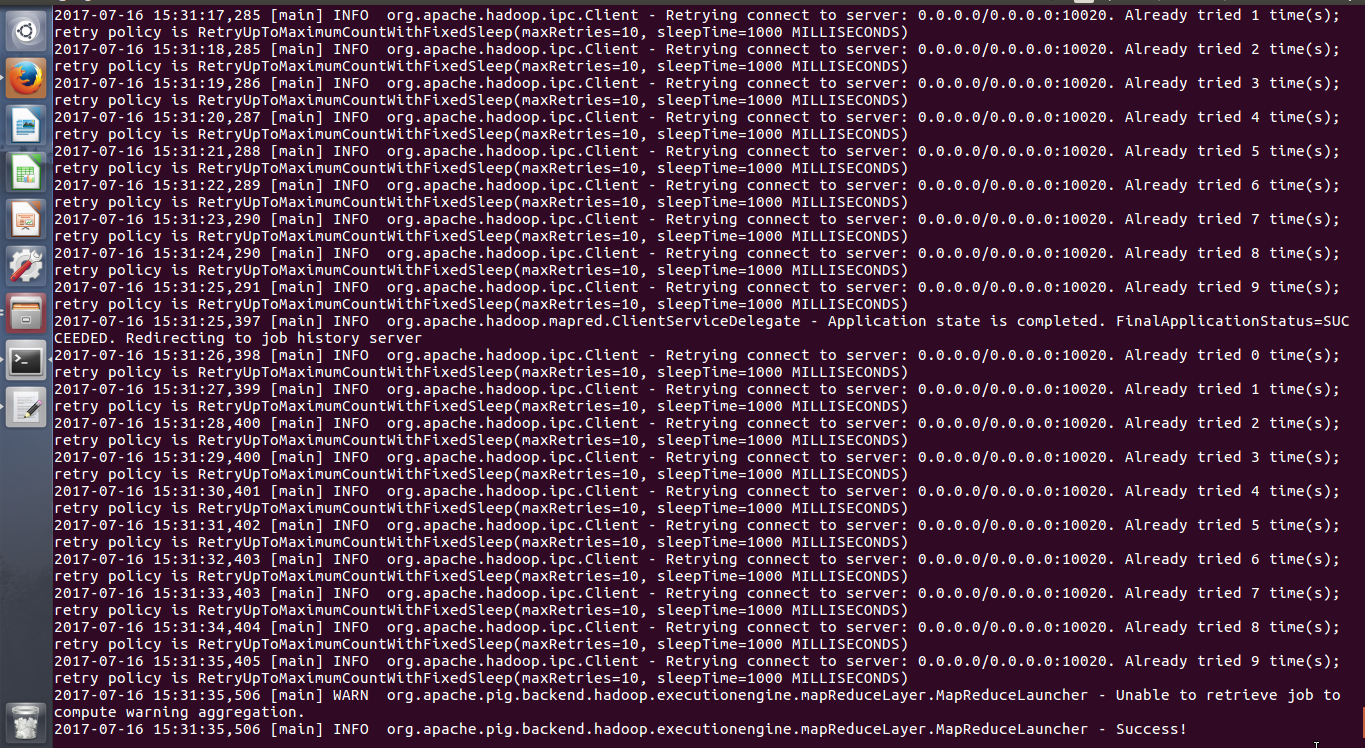 2017-07-16 15:31:17,285 [main] INFO  org.apache.hadoop.ipc.Client - Retrying connect to server: 0.0.0.0/0.0.0.0:10020. Already tried 1 time(s);
retry policy is RetryUpToMaximumCountWithFixedSleep(maxRetries=10, sleepTime=1000 MILLISECONDS)
2017-07-16 15:31:18,285 [main] INFO  org.apache.hadoop.ipc.Client - Retrying connect to server: 0.0.0.0/0.0.0.0:10020. Already tried 2 time(s);
retry policy is RetryUpToMaximumCountWithFixedSleep(maxRetries=10, sleepTime=1000 MILLISECONDS)
2017-07-16 15:31:19,286 [main] INFO  org.apache.hadoop.ipc.Client - Retrying connect to server: 0.0.0.0/0.0.0.0:10020. Already tried 3 time(s);
retry policy is RetryUpToMaximumCountWithFixedSleep(maxRetries=10, sleepTime=1000 MILLISECONDS)
2017-07-16 15:31:20,287 [main] INFO  org.apache.hadoop.ipc.Client - Retrying connect to server: 0.0.0.0/0.0.0.0:10020. Already tried 4 time(s);
retry policy is RetryUpToMaximumCountWithFixedSleep(maxRetries=10, sleepTime=1000 MILLISECONDS)
2017-07-16 15:31:21,288 [main] INFO  org.apache.hadoop.ipc.Client - Retrying connect to server: 0.0.0.0/0.0.0.0:10020. Already tried 5 time(s);
retry policy is RetryUpToMaximumCountWithFixedSleep(maxRetries=10, sleepTime=1000 MILLISECONDS)
2017-07-16 15:31:22,289 [main] INFO  org.apache.hadoop.ipc.Client - Retrying connect to server: 0.0.0.0/0.0.0.0:10020. Already tried 6 time(s);
retry policy is RetryUpToMaximumCountWithFixedSleep(maxRetries=10, sleepTime=1000 MILLISECONDS)
2017-07-16 15:31:23,290 [main] INFO  org.apache.hadoop.ipc.Client - Retrying connect to server: 0.0.0.0/0.0.0.0:10020. Already tried 7 time(s);
retry policy is RetryUpToMaximumCountWithFixedSleep(maxRetries=10, sleepTime=1000 MILLISECONDS)
2017-07-16 15:31:24,290 [main] INFO  org.apache.hadoop.ipc.Client - Retrying connect to server: 0.0.0.0/0.0.0.0:10020. Already tried 8 time(s);
retry policy is RetryUpToMaximumCountWithFixedSleep(maxRetries=10, sleepTime=1000 MILLISECONDS)
2017-07-16 15:31:25,291 [main] INFO  org.apache.hadoop.ipc.Client - Retrying connect to server: 0.0.0.0/0.0.0.0:10020. Already tried 9 time(s);
retry policy is RetryUpToMaximumCountWithFixedSleep(maxRetries=10, sleepTime=1000 MILLISECONDS)
2017-07-16 15:31:25,397 [main] INFO  org.apache.hadoop.mapred.ClientServiceDelegate - Application state is completed. FinalApplicationStatus=SUC
CEEDED. Redirecting to job history server
2017-07-16 15:31:26,398 [main] INFO  org.apache.hadoop.ipc.Client - Retrying connect to server: 0.0.0.0/0.0.0.0:10020. Already tried 0 time(s);
retry policy is RetryUpToMaximumCountWithFixedSleep(maxRetries=10, sleepTime=1000 MILLISECONDS)
2017-07-16 15:31:27,399 [main] INFO  org.apache.hadoop.ipc.Client - Retrying connect to server: 0.0.0.0/0.0.0.0:10020. Already tried 1 time(s);
retry policy is RetryUpToMaximumCountWithFixedSleep(maxRetries=10, sleepTime=1000 MILLISECONDS)
2017-07-16 15:31:28,400 [main] INFO  org.apache.hadoop.ipc.Client - Retrying connect to server: 0.0.0.0/0.0.0.0:10020. Already tried 2 time(s);
retry policy is RetryUpToMaximumCountWithFixedSleep(maxRetries=10, sleepTime=1000 MILLISECONDS)
2017-07-16 15:31:29,400 [main] INFO  org.apache.hadoop.ipc.Client - Retrying connect to server: 0.0.0.0/0.0.0.0:10020. Already tried 3 time(s);
retry policy is RetryUpToMaximumCountWithFixedSleep(maxRetries=10, sleepTime=1000 MILLISECONDS)
2017-07-16 15:31:30,401 [main] INFO  org.apache.hadoop.ipc.Client - Retrying connect to server: 0.0.0.0/0.0.0.0:10020. Already tried 4 time(s);
retry policy is RetryUpToMaximumCountWithFixedSleep(maxRetries=10, sleepTime=1000 MILLISECONDS)
2017-07-16 15:31:31,402 [main] INFO  org.apache.hadoop.ipc.Client - Retrying connect to server: 0.0.0.0/0.0.0.0:10020. Already tried 5 time(s);
retry policy is RetryUpToMaximumCountWithFixedSleep(maxRetries=10, sleepTime=1000 MILLISECONDS)
2017-07-16 15:31:32,403 [main] INFO  org.apache.hadoop.ipc.Client - Retrying connect to server: 0.0.0.0/0.0.0.0:10020. Already tried 6 time(s);
retry policy is RetryUpToMaximumCountWithFixedSleep(maxRetries=10, sleepTime=1000 MILLISECONDS)
2017-07-16 15:31:33,403 [main] INFO  org.apache.hadoop.ipc.Client - Retrying connect to server: 0.0.0.0/0.0.0.0:10020. Already tried 7 time(s);
retry policy is RetryUpToMaximumCountWithFixedSleep(maxRetries=10, sleepTime=1000 MILLISECONDS)
2017-07-16 15:31:34,404 [main] INFO  org.apache.hadoop.ipc.Client - Retrying connect to server: 0.0.0.0/0.0.0.0:10020. Already tried 8 time(s);
retry policy is RetryUpToMaximumCountWithFixedSleep(maxRetries=10, sleepTime=1000 MILLISECONDS)
2017-07-16 15:31:35,405 [main] INFO  org.apache.hadoop.ipc.Client - Retrying connect to server: 0.0.0.0/0.0.0.0:10020. Already tried 9 time(s);
retry policy is RetryUpToMaximumCountWithFixedSleep(maxRetries=10, sleepTime=1000 MILLISECONDS)
2017-07-16 15:31:35,506 [main] WARN  org.apache.pig.backend.hadoop.executionengine.mapReduceLayer.MapReduceLauncher - Unable to retrieve job to
compute warning aggregation.
2017-07-16 15:31:35,506 [main] INFO  org.apache.pig.backend.hadoop.executionengine.mapReduceLayer.MapReduceLauncher - Success!